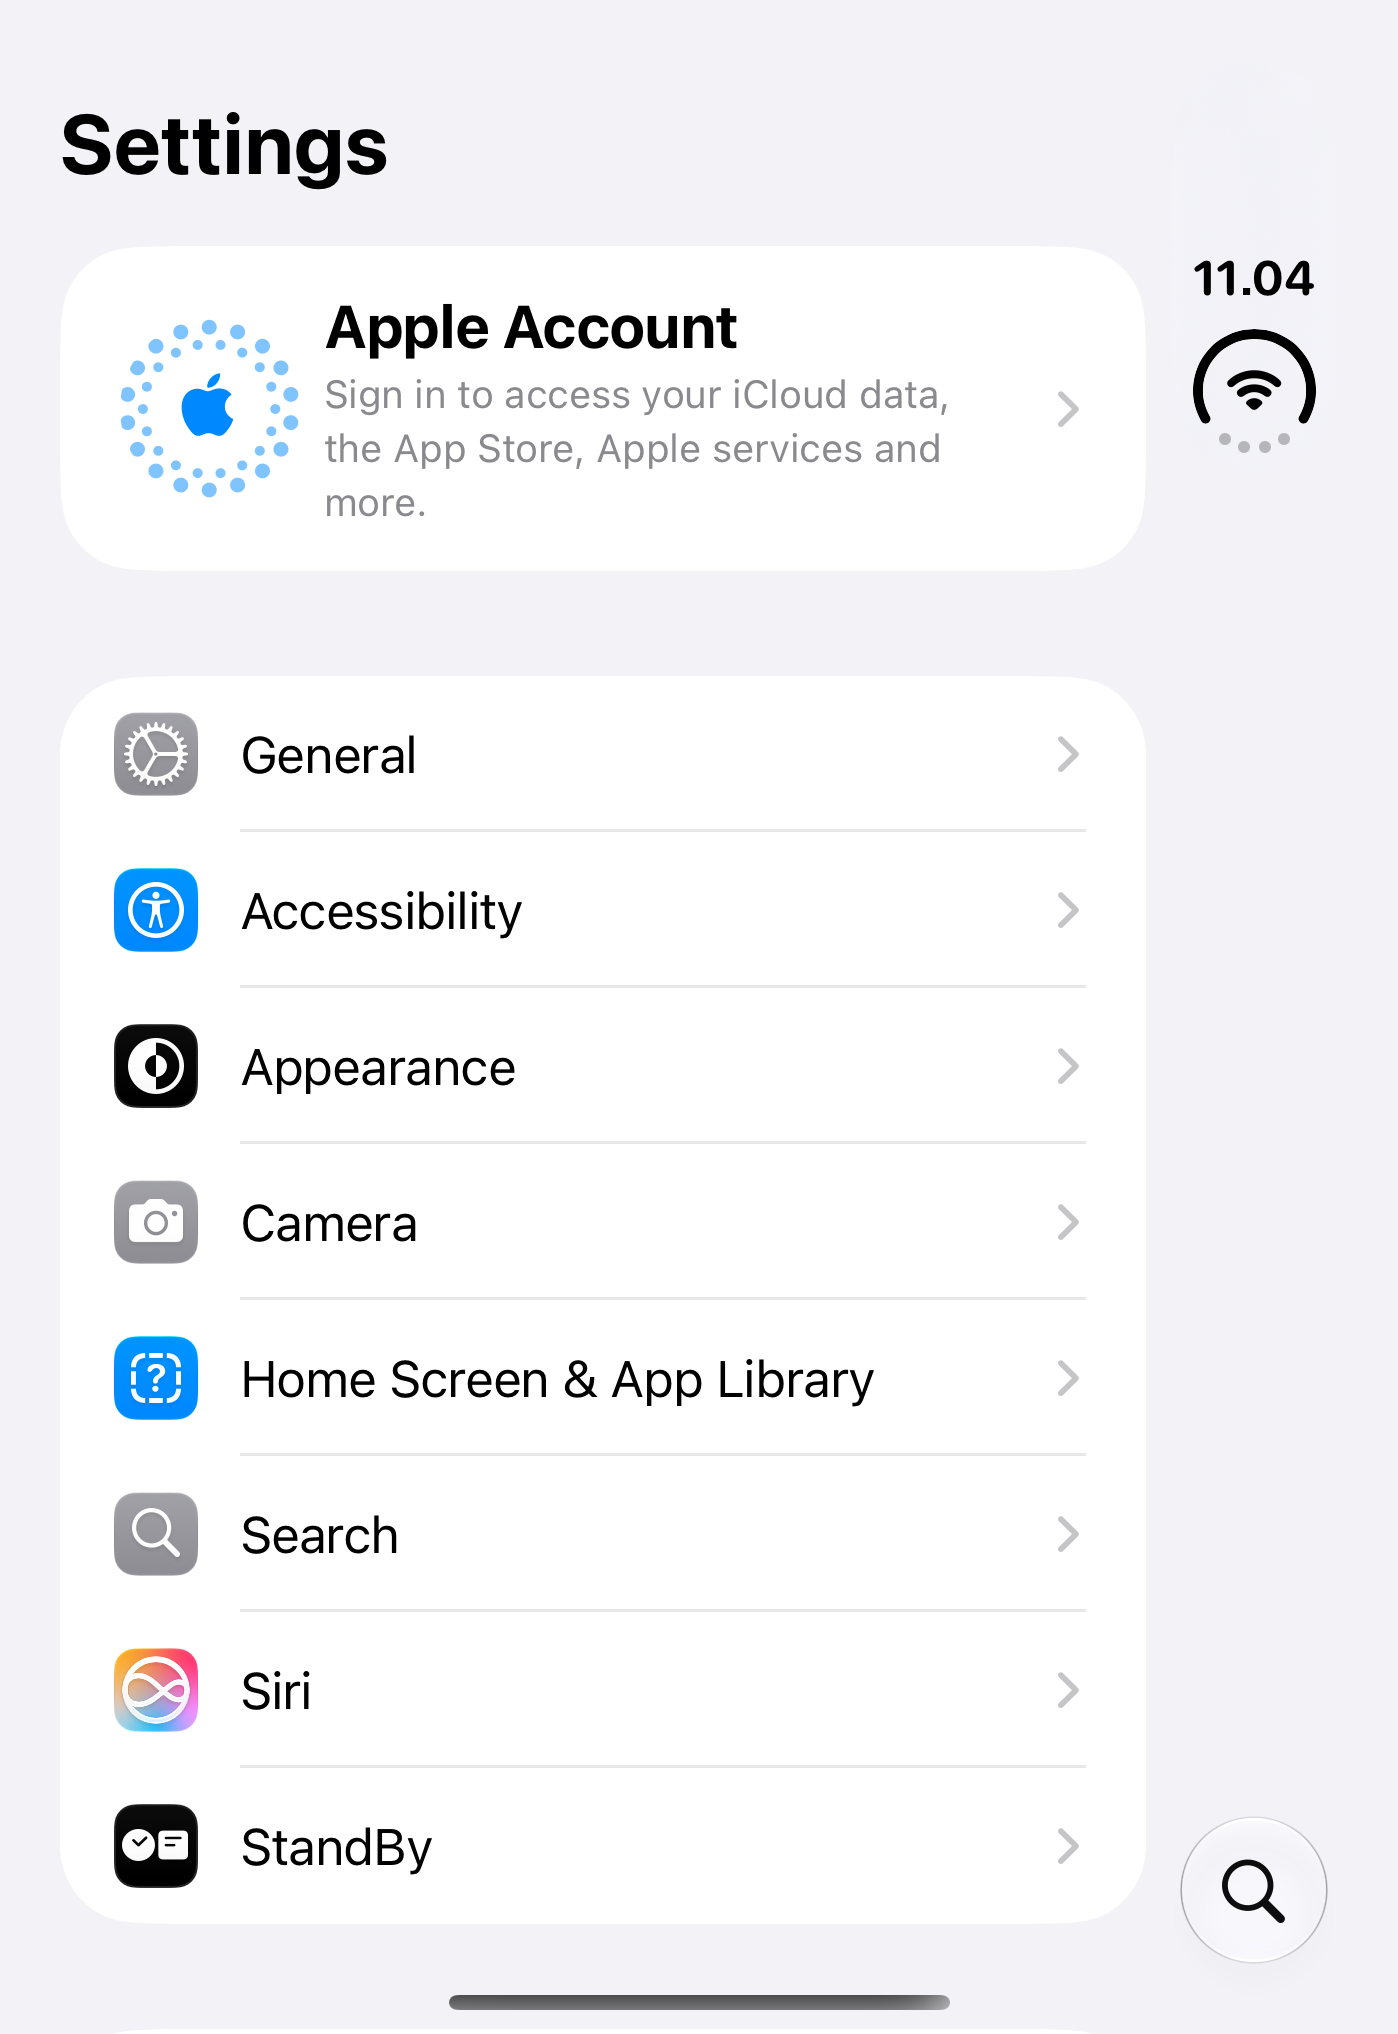 Settings
11.04
Apple Account
Sign in to access your iCloud data,
the App Store, Apple services and
more.
General
Accessibility
Appearance
Camera
Home Screen & App Library
Search
Siri
StandBy